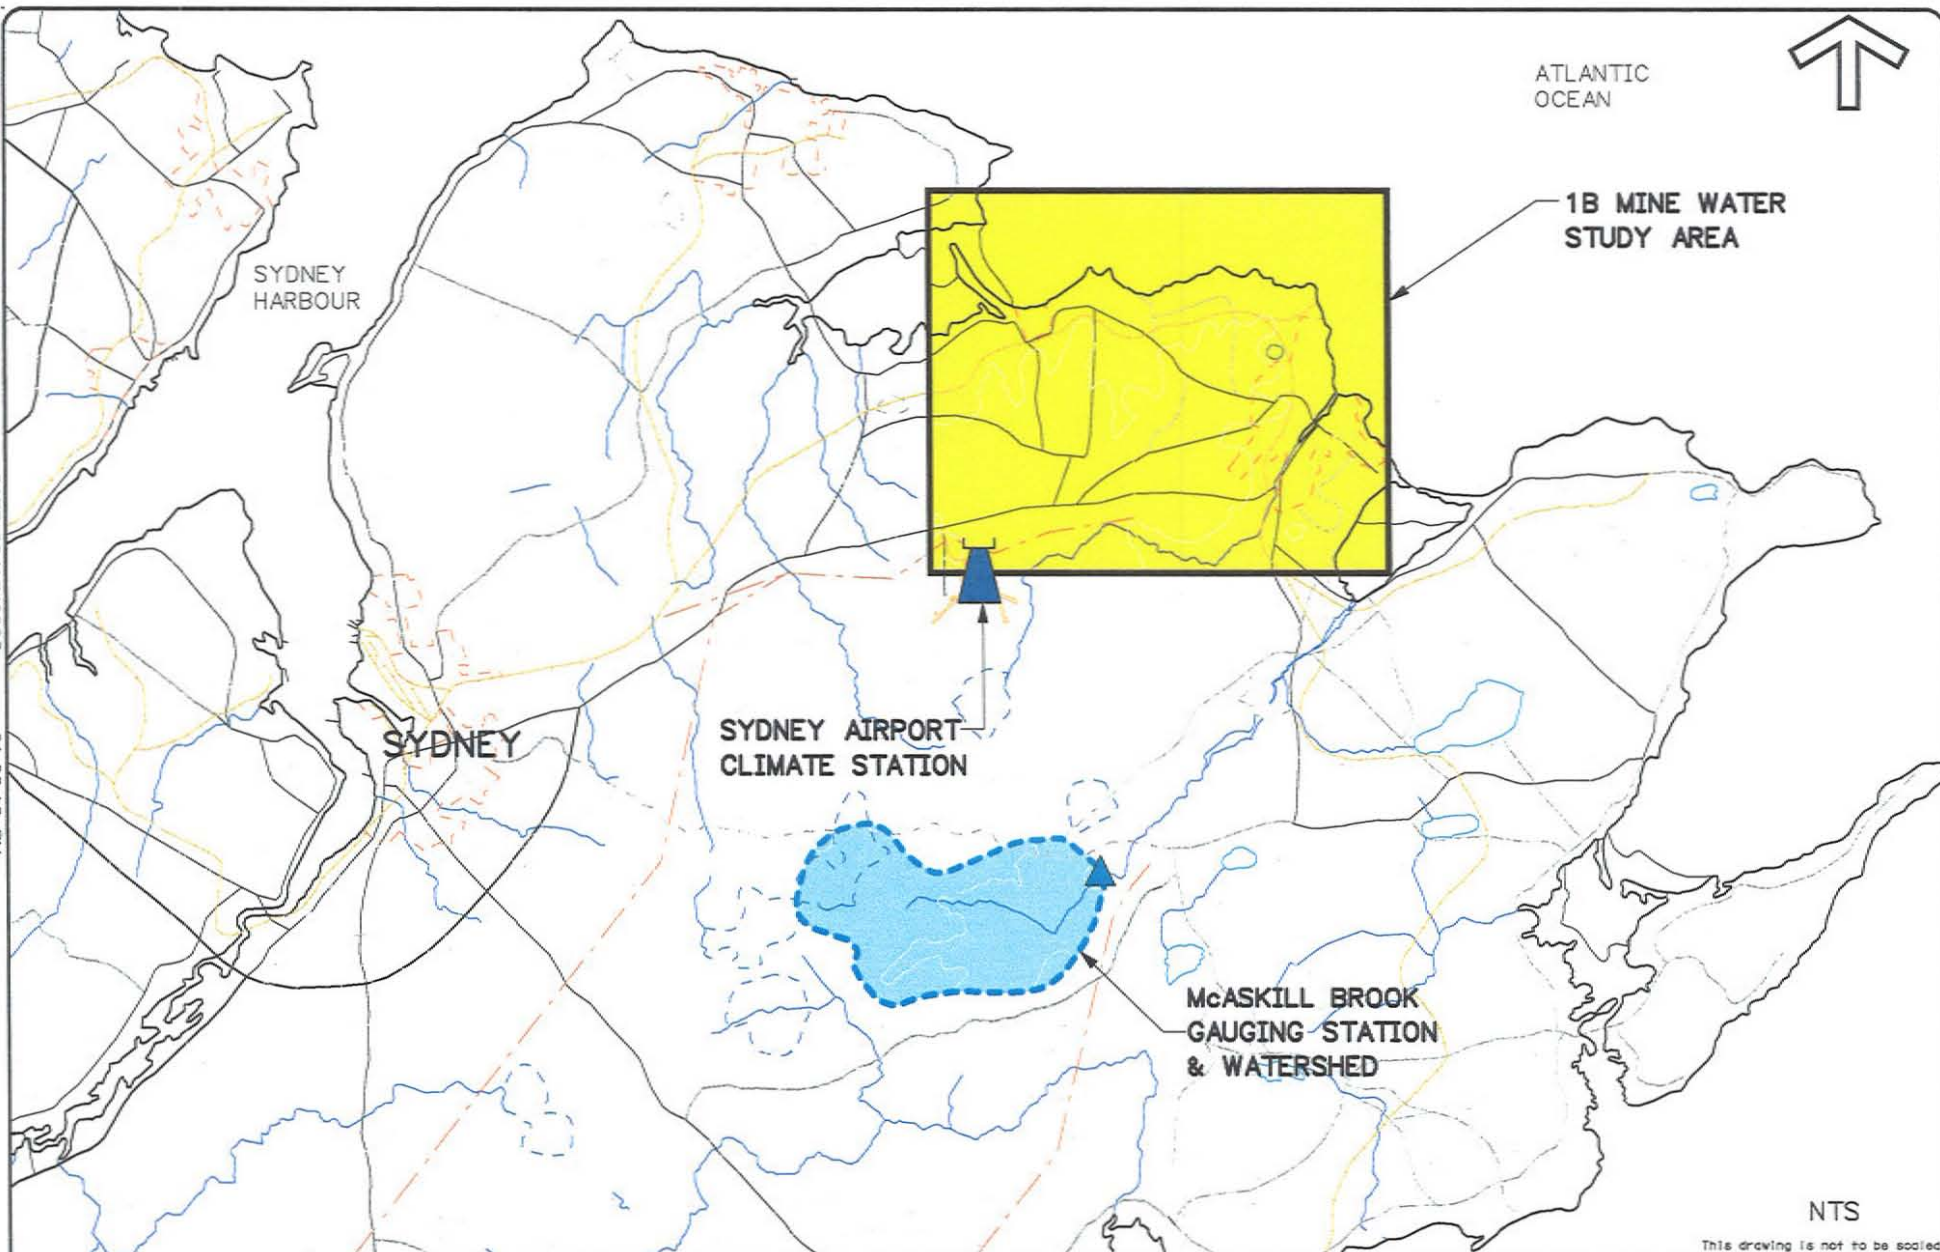 ATLANTIC
OCEAN
1B MINE WATER
STUDY AREA
SYDNEY
HARBOUR
SYDNEY
SYDNEY AIRPORT
CLIMATE STATION
McASKILL BROOK
GAUGING STATION
& WATERSHED
NTS
This drawing is not to be scaled